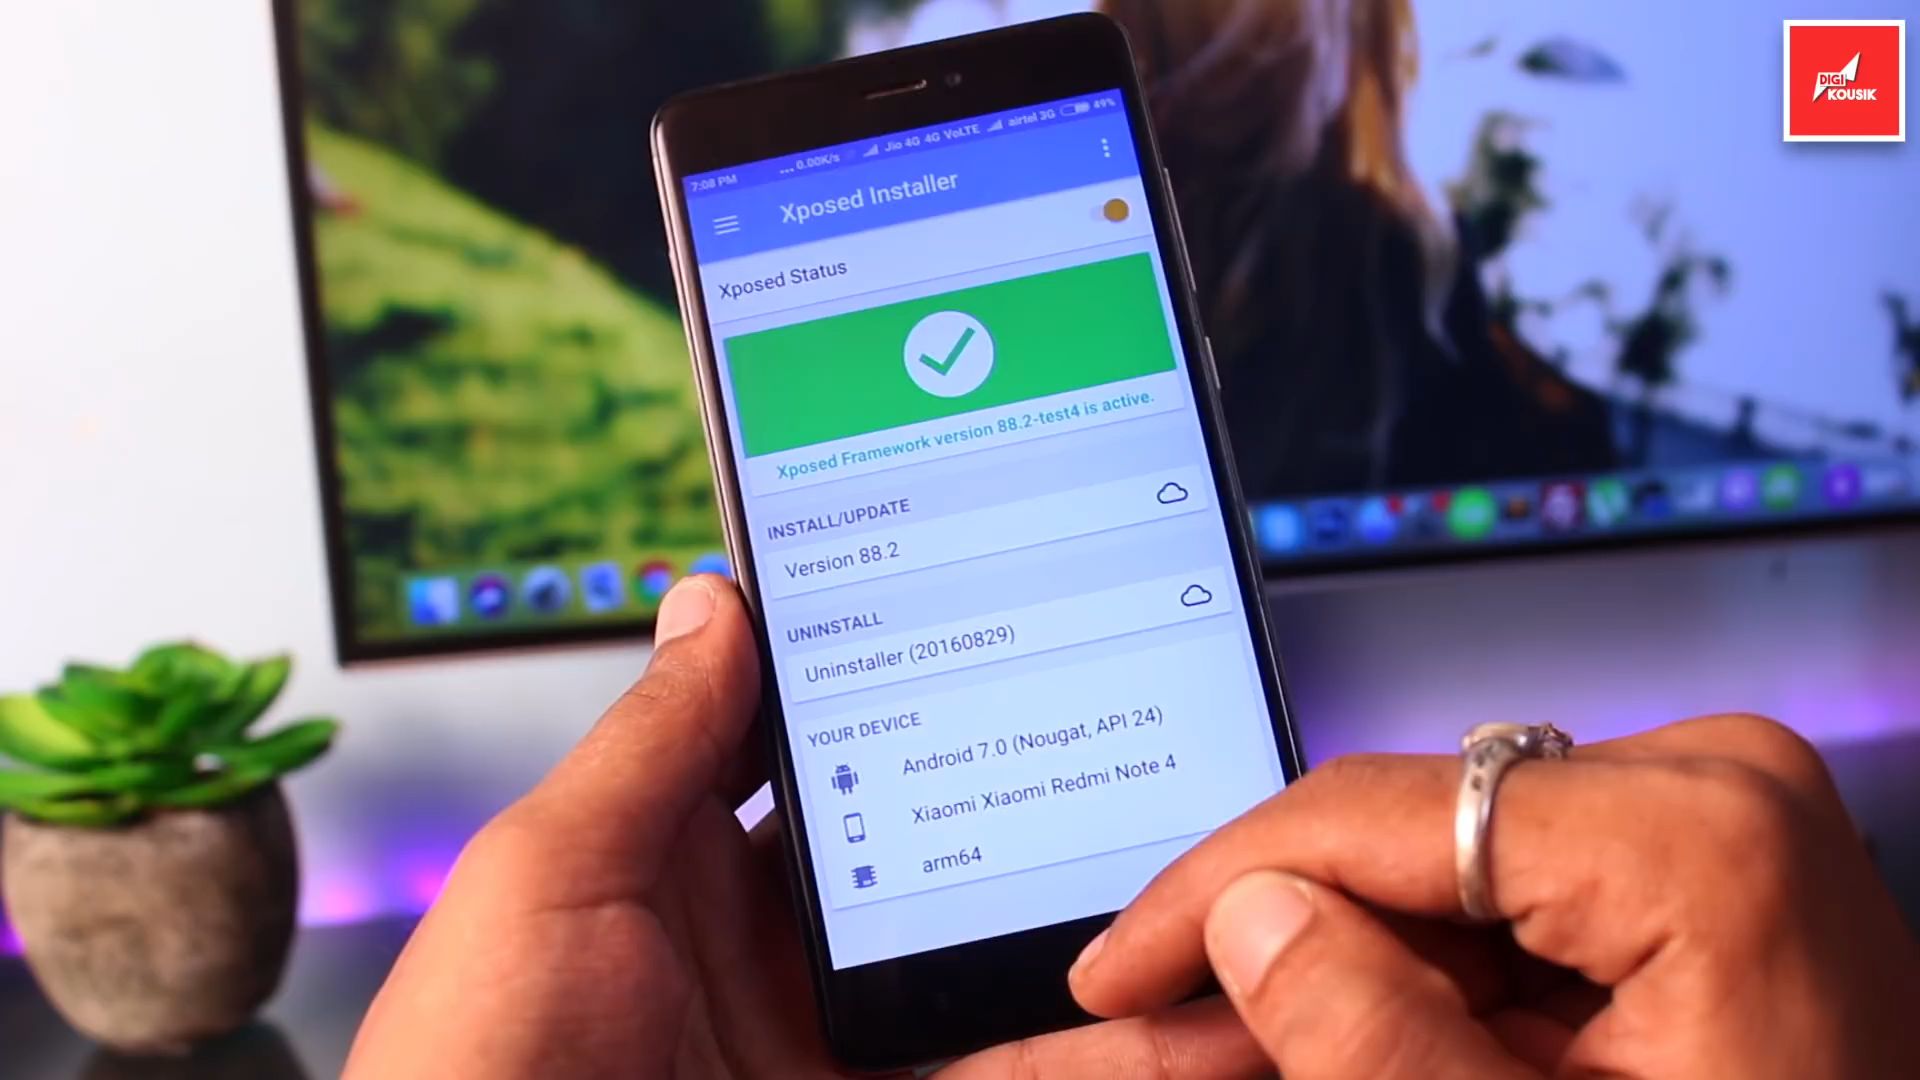 DIGI
KOUSIK
7:08 PM ...0.00K/s Jio 4G 4G VoLTE airtel 3G 49%
Xposed Installer
Xposed Status
Xposed Framework version 88.2-test4 is active.
INSTALL/UPDATE
Version 88.2
UNINSTALL
Uninstaller (20160829)
YOUR DEVICE
Android 7.0 (Nougat, API 24)
Xiaomi Xiaomi Redmi Note 4
arm64